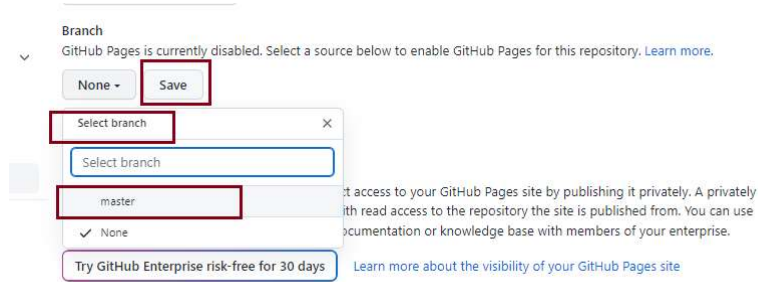 Branch
GitHub Pages is currently disabled. Select a source below to enable GitHub Pages for this repository. Learn more.
None
Save
Select branch
Select branch
master
None
access to your GitHub Pages site by publishing it privately. A privately
read access to the repository the site is published from. You can use
or knowledge base with members of your enterprise.
Try GitHub Enterprise risk-free for 30 days Learn more about the visibility of your GitHub Pages site